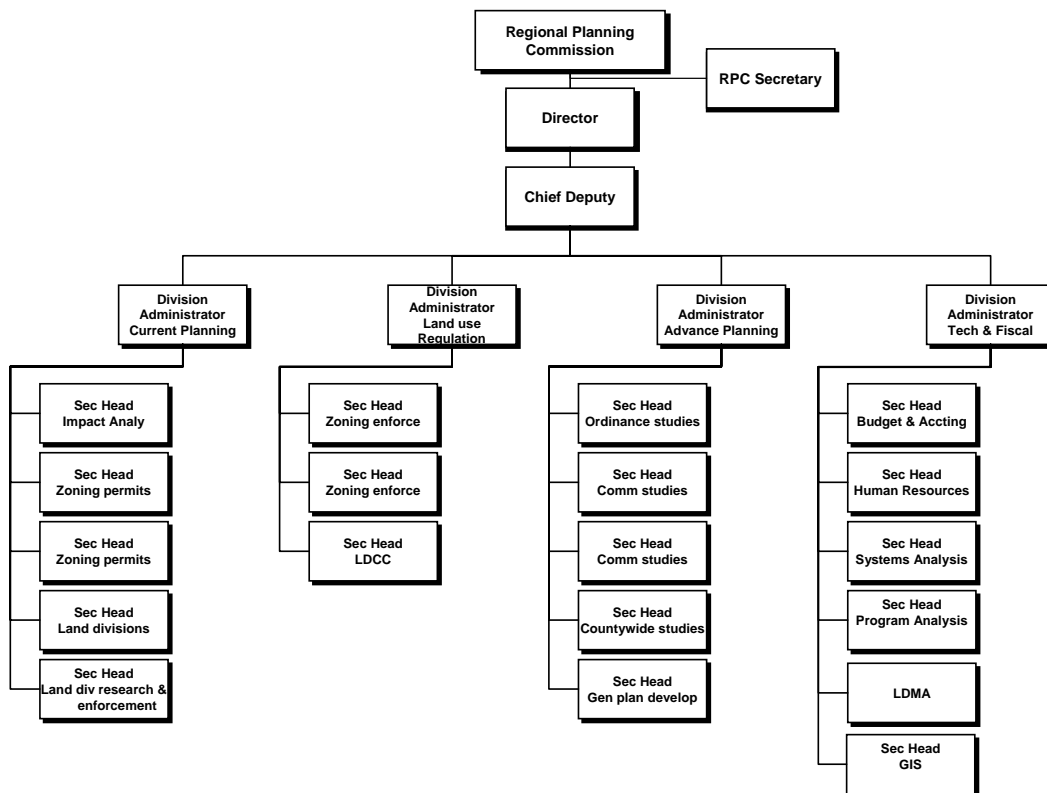 Regional Planning
Commission
RPC Secretary
Director
Chief Deputy
Division
Administrator
Current Planning
Division
Administrator
Land use
Regulation
Division
Administrator
Advance Planning
Division
Administrator
Tech & Fiscal
Sec Head
Impact Analy
Sec Head
Zoning permits
Sec Head
Zoning permits
Sec Head
Land divisions
Sec Head
Land div research &
enforcement
Sec Head
Zoning enforce
Sec Head
Zoning enforce
Sec Head
LDCC
Sec Head
Ordinance studies
Sec Head
Comm studies
Sec Head
Comm studies
Sec Head
Countywide studies
Sec Head
Gen plan develop
Sec Head
Budget & Accting
Sec Head
Human Resources
Sec Head
Systems Analysis
Sec Head
Program Analysis
LDMA
Sec Head
GIS